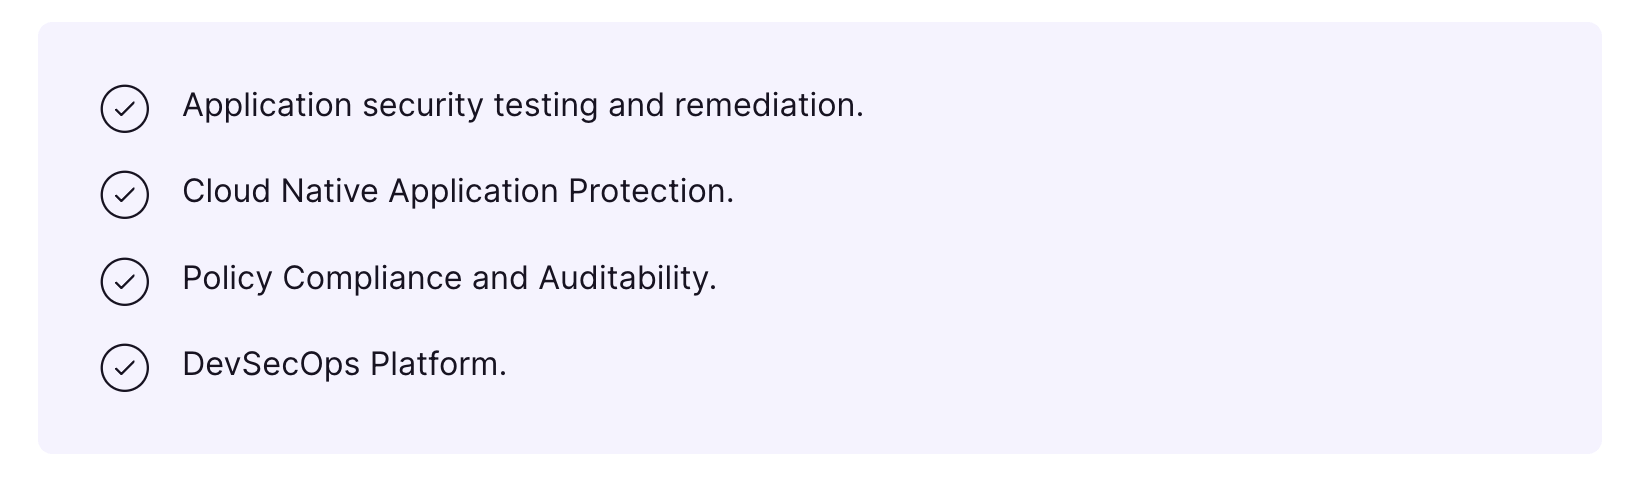 Application security testing and remediation.
Cloud Native Application Protection.
Policy Compliance and Auditability.
DevSecOps Platform.